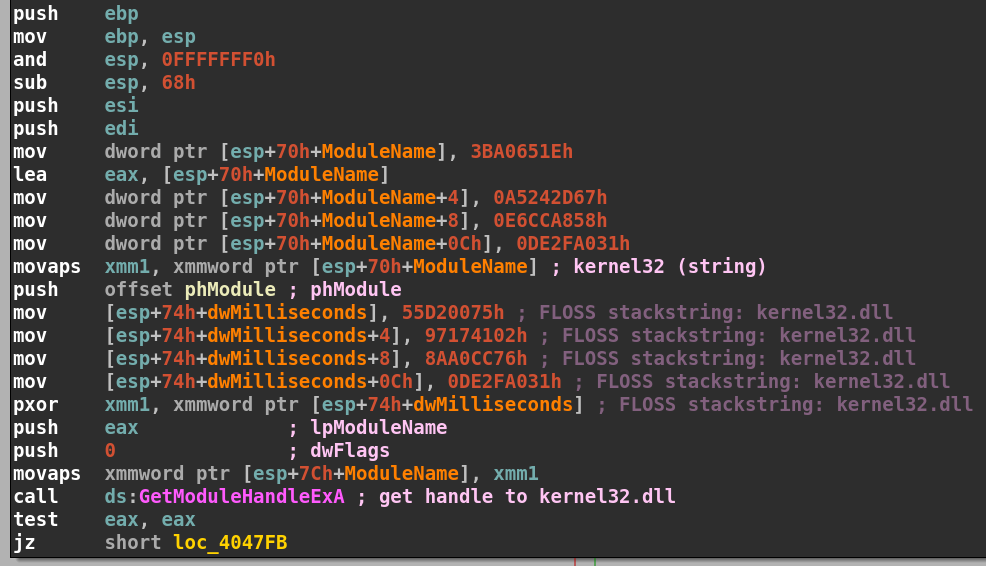 push ebp
mov ebp, esp
and esp, 0FFFFFFF0h
sub esp, 68h
push esi
push edi
mov dword ptr [esp+70h+ModuleName], 3BA0651Eh
lea eax, [esp+70h+ModuleName]
mov dword ptr [esp+70h+ModuleName+4], 0A5242D67h
mov dword ptr [esp+70h+ModuleName+8], 0E6CCA858h
mov dword ptr [esp+70h+ModuleName+0Ch], 0DE2FA031h
movaps xmm1, xmmword ptr [esp+70h+ModuleName] ; kernel32 (string)
push offset phModule ; phModule
mov [esp+74h+dwMilliseconds], 55D20075h ; FLOSS stackstring: kernel32.dll
mov [esp+74h+dwMilliseconds+4], 97174102h ; FLOSS stackstring: kernel32.dll
mov [esp+74h+dwMilliseconds+8], 8AA0CC76h ; FLOSS stackstring: kernel32.dll
mov [esp+74h+dwMilliseconds+0Ch], 0DE2FA031h ; FLOSS stackstring: kernel32.dll
pxor xmm1, xmmword ptr [esp+74h+dwMilliseconds] ; FLOSS stackstring: kernel32.dll
push eax ; lpModuleName
push 0 ; dwFlags
movaps xmmword ptr [esp+7Ch+ModuleName], xmm1
call ds:GetModuleHandleExA ; get handle to kernel32.dll
test eax, eax
jz short loc_4047FB